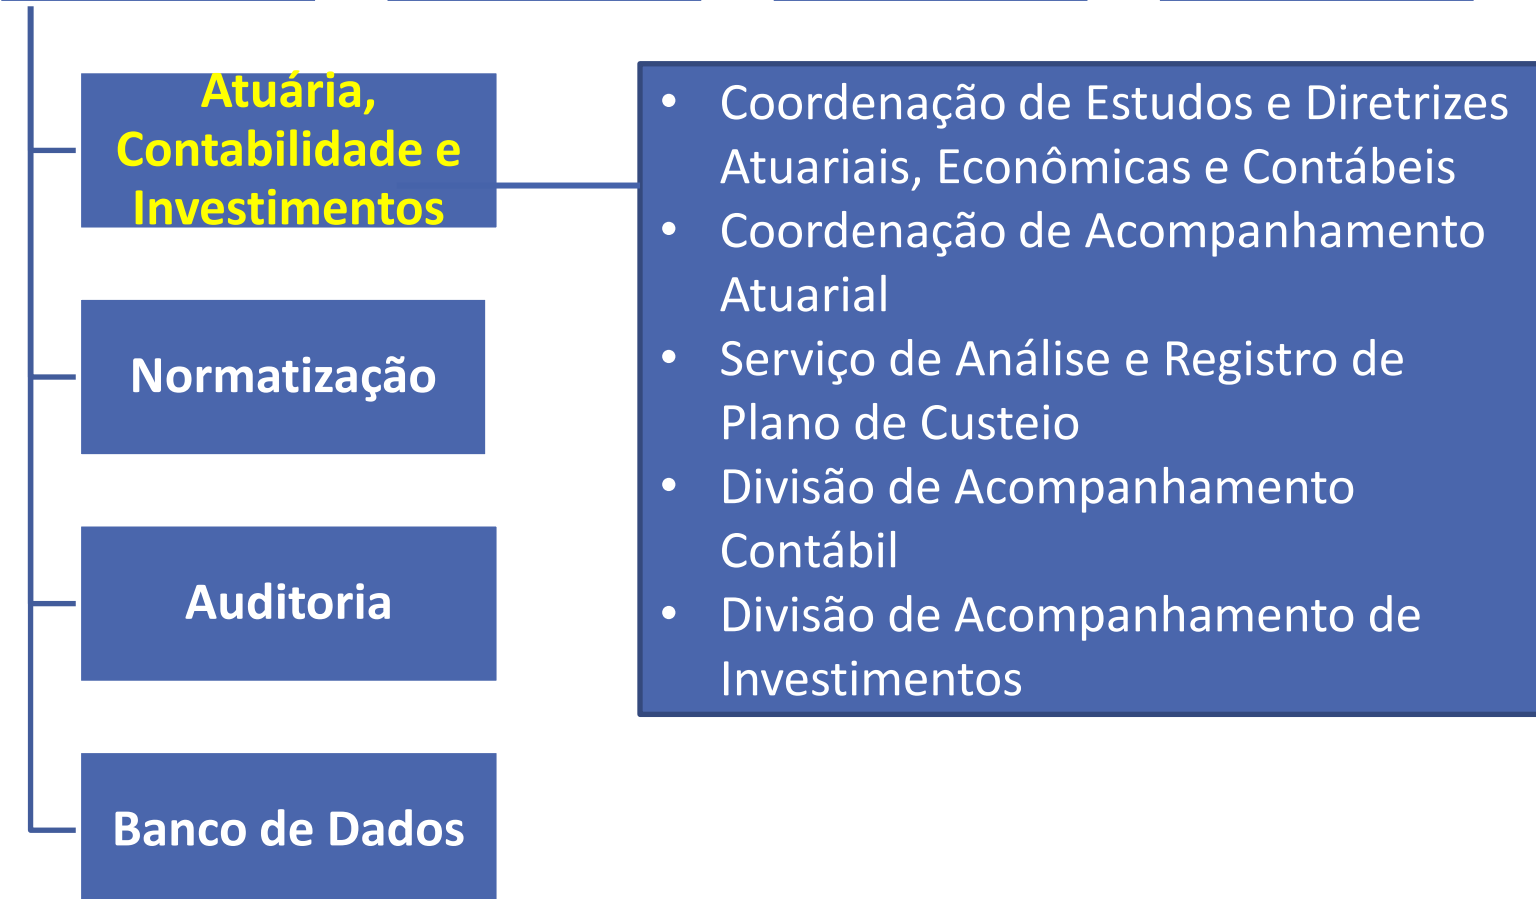 Atuária,
Contabilidade e
Investimentos
Normatização
Auditoria
Banco de Dados
• Coordenação de Estudos e Diretrizes
Atuariais, Econômicas e Contábeis
• Coordenação de Acompanhamento
Atuarial
• Serviço de Análise e Registro de
Plano de Custeio
• Divisão de Acompanhamento
Contábil
• Divisão de Acompanhamento de
Investimentos